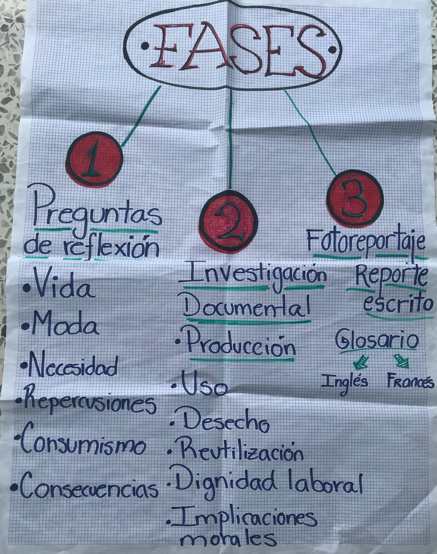 •FASES•
1
Preguntas
de reflexión
•Vida
•Moda
•Necesidad
•Repercusiones
•Consumismo
•Consecuencias
2
Investigación
Documental
•Producción
•Uso
•Desecho
•Reutilización
•Dignidad laboral
•Implicaciones
morales
3
Fotoreportaje
Reporte
escrito
Glosario
Inglés Francés